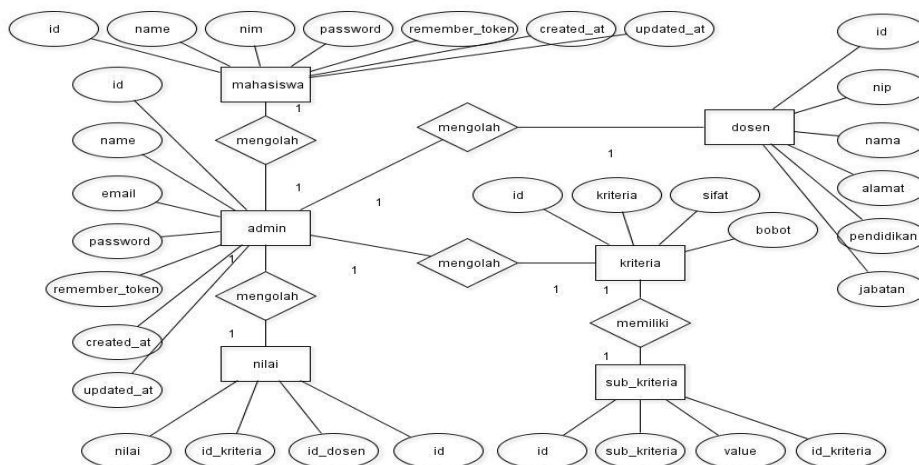 id name nim password remember_token created_at updated_at
id
mahasiswa
id
1
nip
name
mengolah
mengolah
dosen
nama
1
email
1
1
id kriteria sifat
alamat
admin
bobot
password
pendidikan
1
1
mengolah
kriteria
remember_token
mengolah
1
1
jabatan
memiliki
created_at
1
nilai
1
sub_kriteria
updated_at
nilai id_kriteria id_dosen id
id sub_kriteria value id_kriteria
1